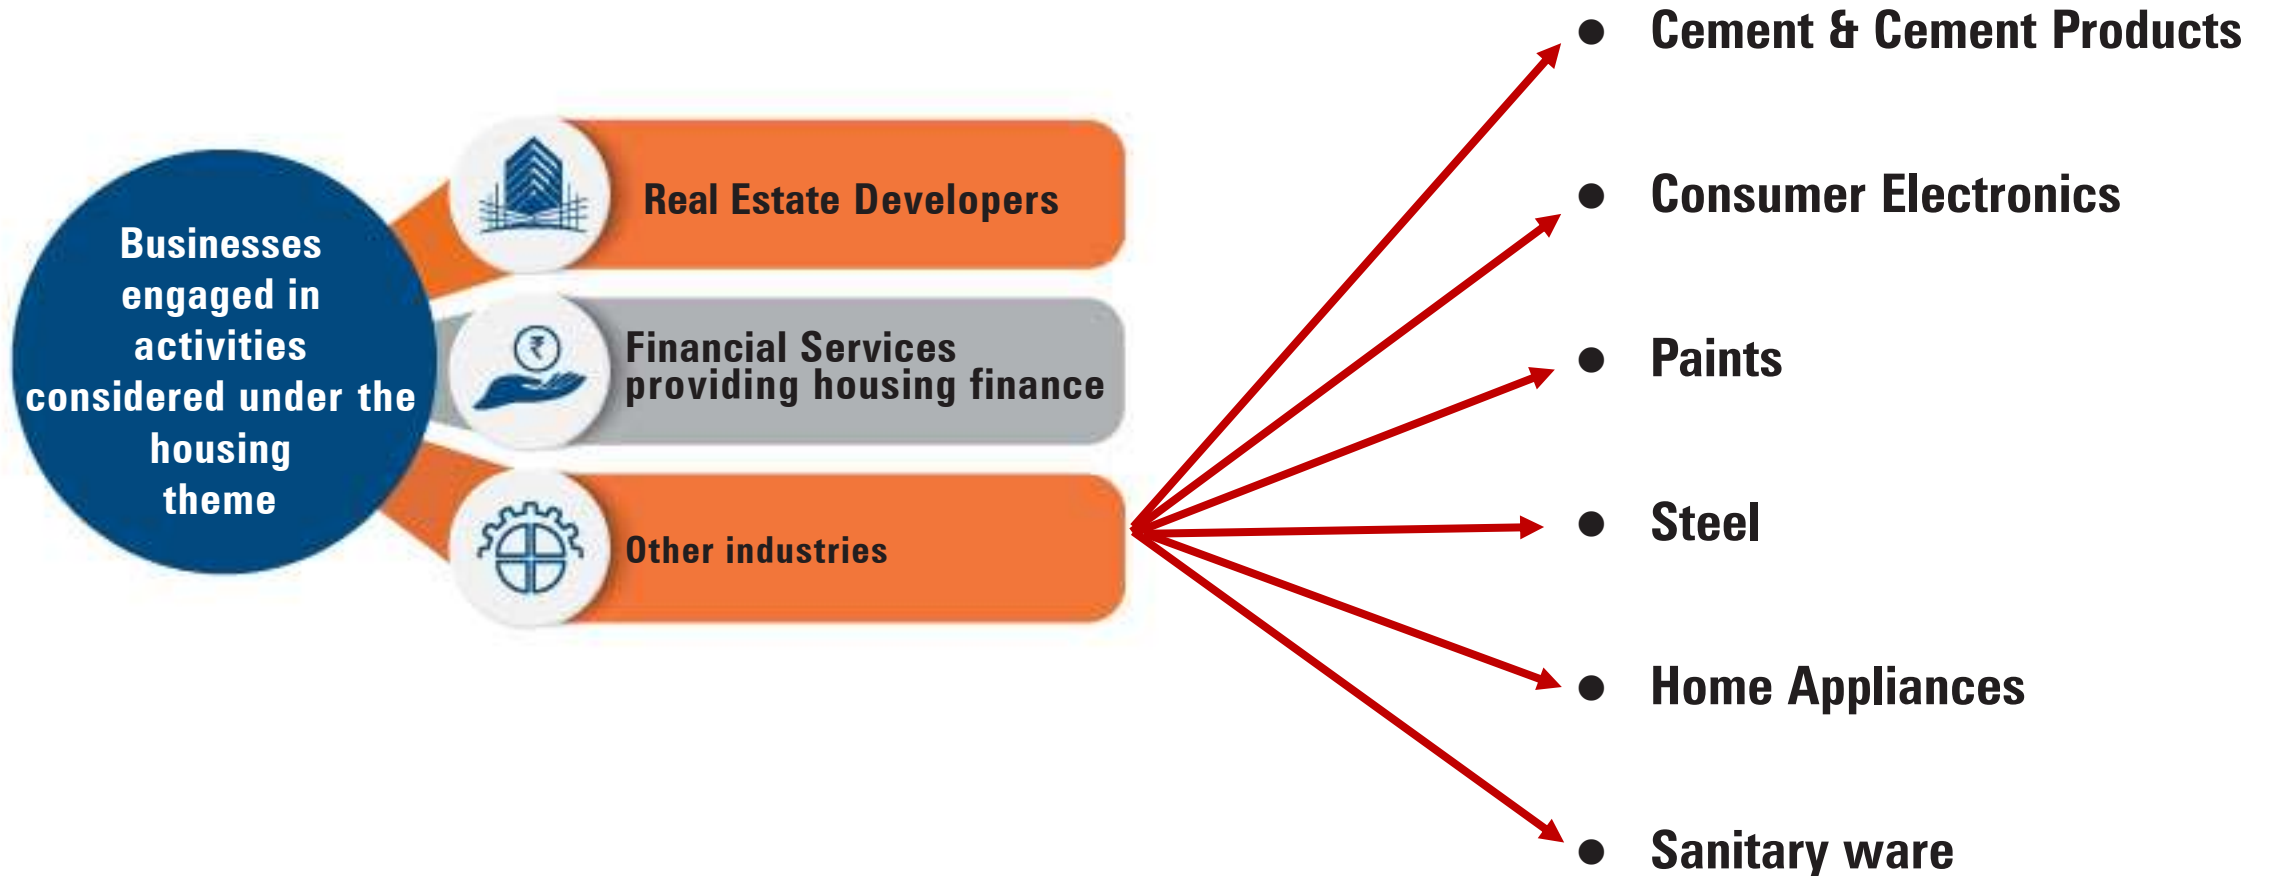 Businesses
engaged in
activities
considered under the
housing
theme
Real Estate Developers
₹
Financial Services
providing housing finance
Other industries
● Cement & Cement Products
● Consumer Electronics
● Paints
● Steel
● Home Appliances
● Sanitary ware